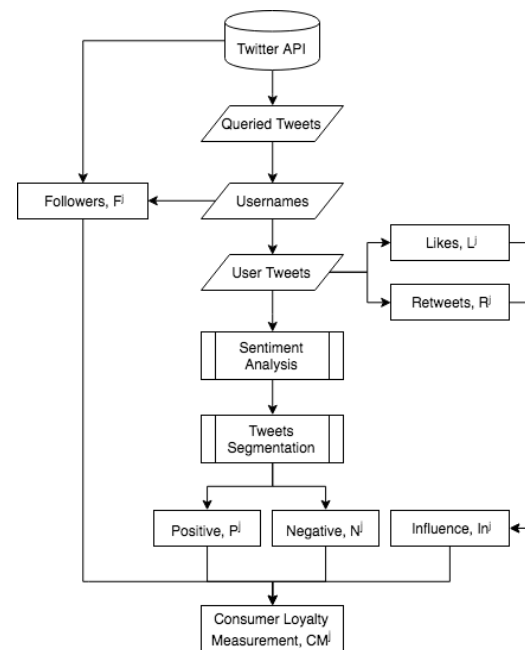 Twitter API
Queried Tweets
Followers, Fʲ
Usernames
Likes, Lʲ
User Tweets
Retweets, Rʲ
Sentiment
Analysis
Tweets
Segmentation
Positive, Pʲ
Negative, Nʲ
Influence, Inʲ
Consumer Loyalty
Measurement, CMʲ